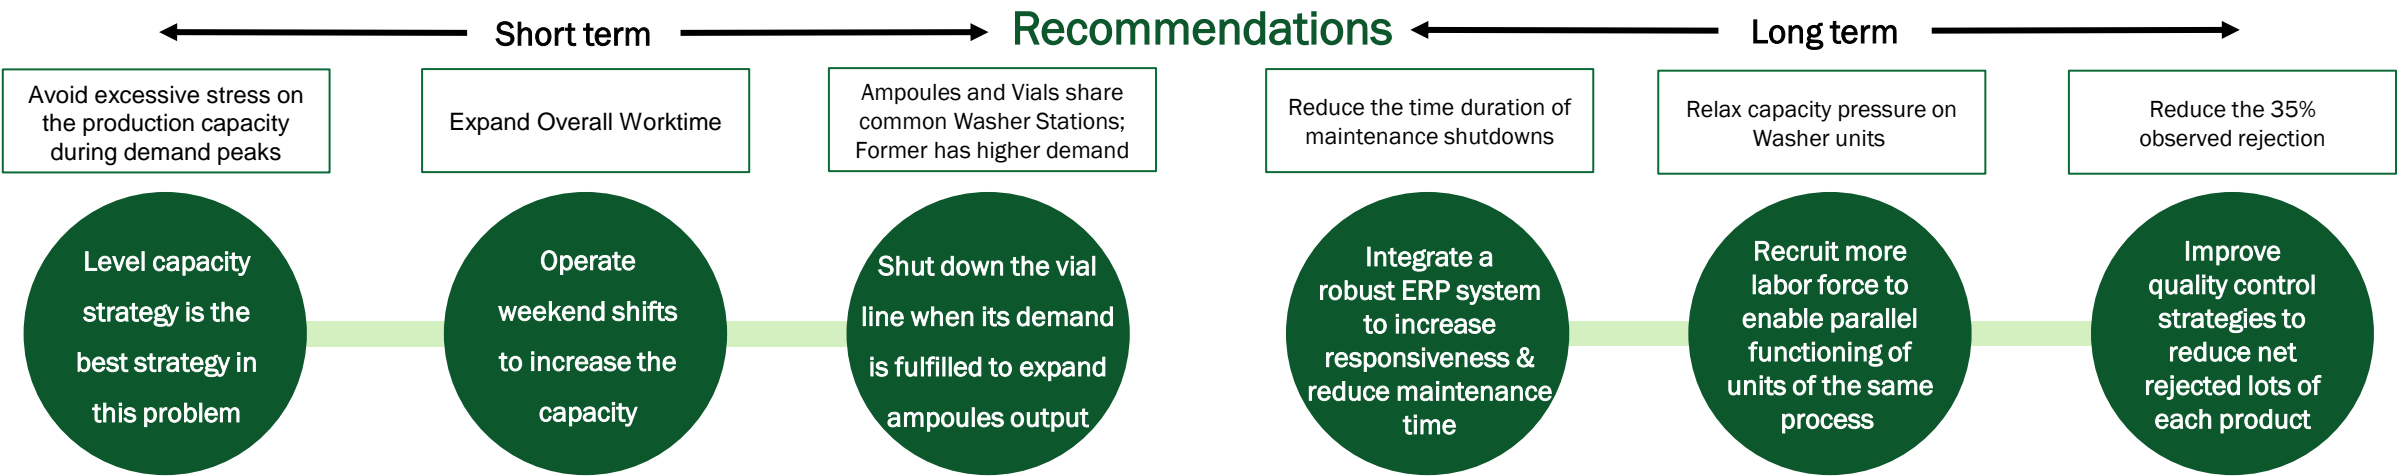 Recommendations
Short term
Avoid excessive stress on
the production capacity
during demand peaks
Level capacity
strategy is the
best strategy in
this problem
Expand Overall Worktime
Operate
weekend shifts
to increase the
capacity
Ampoules and Vials share
common Washer Stations;
Former has higher demand
Shut down the vial
line when its demand
is fulfilled to expand
ampoules output
Long term
Reduce the time duration of
maintenance shutdowns
Integrate a
robust ERP system
to increase
responsiveness &
reduce maintenance
time
Relax capacity pressure on
Washer units
Recruit more
labor force to
enable parallel
functioning of
units of the same
process
Reduce the 35%
observed rejection
Improve
quality control
strategies to
reduce net
rejected lots of
each product